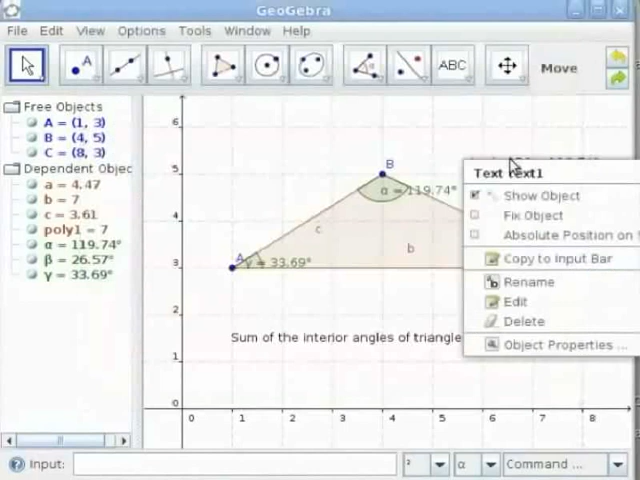 GeoGebra
File Edit View Options Tools Window Help
A
ABC
Move
Free Objects
A = (1, 3)
B = (4, 5)
C = (8, 3)
Dependent Objec
a = 4.47
b = 7
c = 3.61
poly1 = 7
α = 119.74°
β = 26.57°
γ = 33.69°
6
5
4
3
2
1
0
0 1 2 3 4 5 6 7 8
B
α = 119.74°
c
b
A
γ = 33.69°
Sum of the interior angles of triangle
Text text1
Show Object
Fix Object
Absolute Position on
Copy to Input Bar
Rename
Edit
Delete
Object Properties ...
Input:
²
α
Command ...